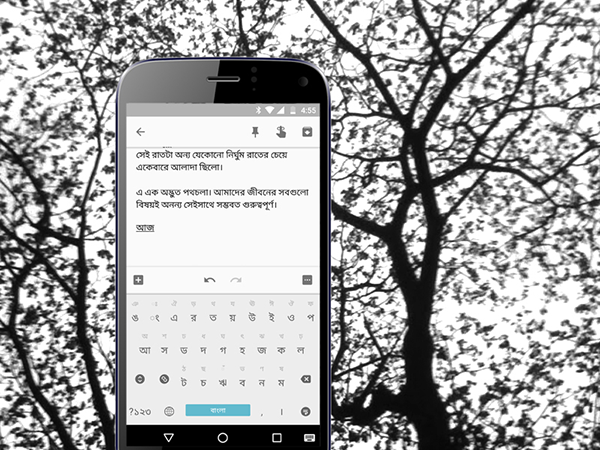 4:55
সেই রাতটা অন্য যেকোনো নির্ঘুম রাতের চেয়ে
একেবারে আলাদা ছিলো।
এ এক অদ্ভুত পথচলা। আমাদের জীবনের সবগুলো
বিষয়ই অনন্য সেইসাথে সম্ভবত গুরুত্বপূর্ণ।
আজ
ঙ ং এ র ত য় উ ই ও প
আ স ড দ গ হ জ ক ল
ট চ ঋ ব ন ম
?১২৩ বাংলা , ।